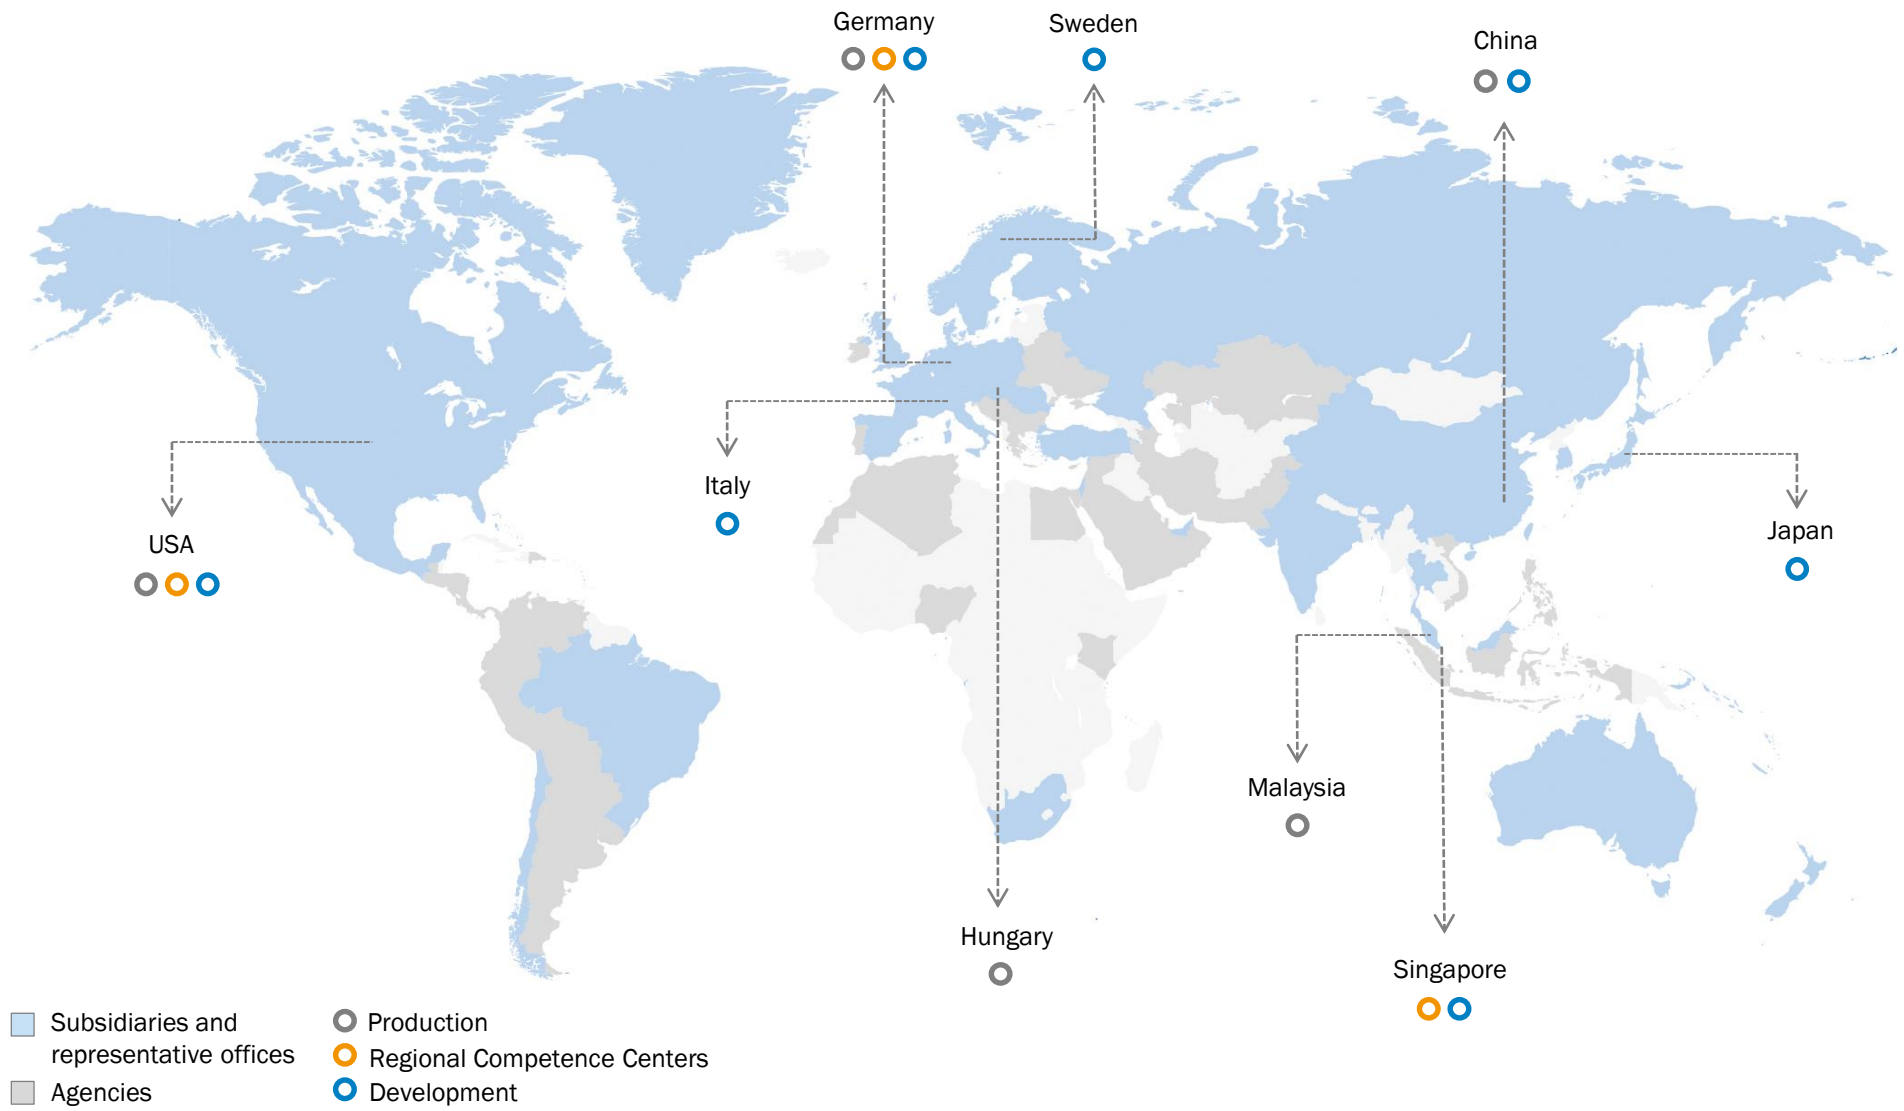 Germany
Sweden
China
Italy
USA
Japan
Malaysia
Hungary
Singapore
Subsidiaries and
representative offices
Agencies
Production
Regional Competence Centers
Development